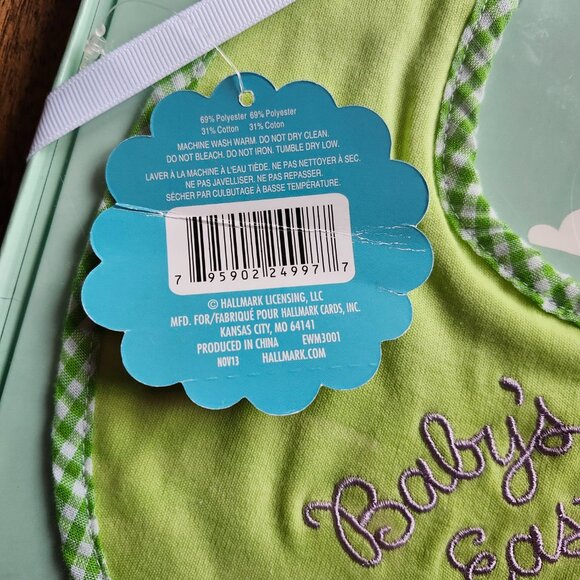 69% Polyester 69% Polyester
31% Cotton 31% Cotton
MACHINE WASH WARM. DO NOT DRY CLEAN.
DO NOT BLEACH. DO NOT IRON. TUMBLE DRY LOW.
LAVER À LA MACHINE À L'EAU TIÈDE. NE PAS NETTOYER À SEC.
NE PAS JAVELLISER. NE PAS REPASSER.
SÉCHER PAR CULBUTAGE À BASSE TEMPÉRATURE.
7 95902 24997 7
© HALLMARK LICENSING, LLC
MFD. FOR/FABRIQUÉ POUR HALLMARK CARDS, INC.
KANSAS CITY, MO 64141
PRODUCED IN CHINA EWM3001
NOV13 HALLMARK.COM
Baby's